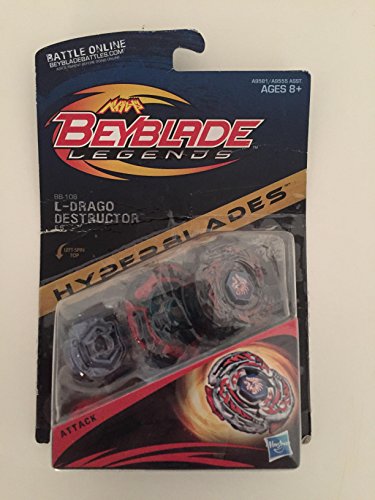 BATTLE ONLINE
BEYBLADEBATTLES.COM
A9581/A9555 ASST.
AGES 8+
BEYBLADE
LEGENDS
BB-108
L-DRAGO
DESTRUCTOR
LEFT-SPIN
TOP
HYPERBLADES
ATTACK
Hasbro